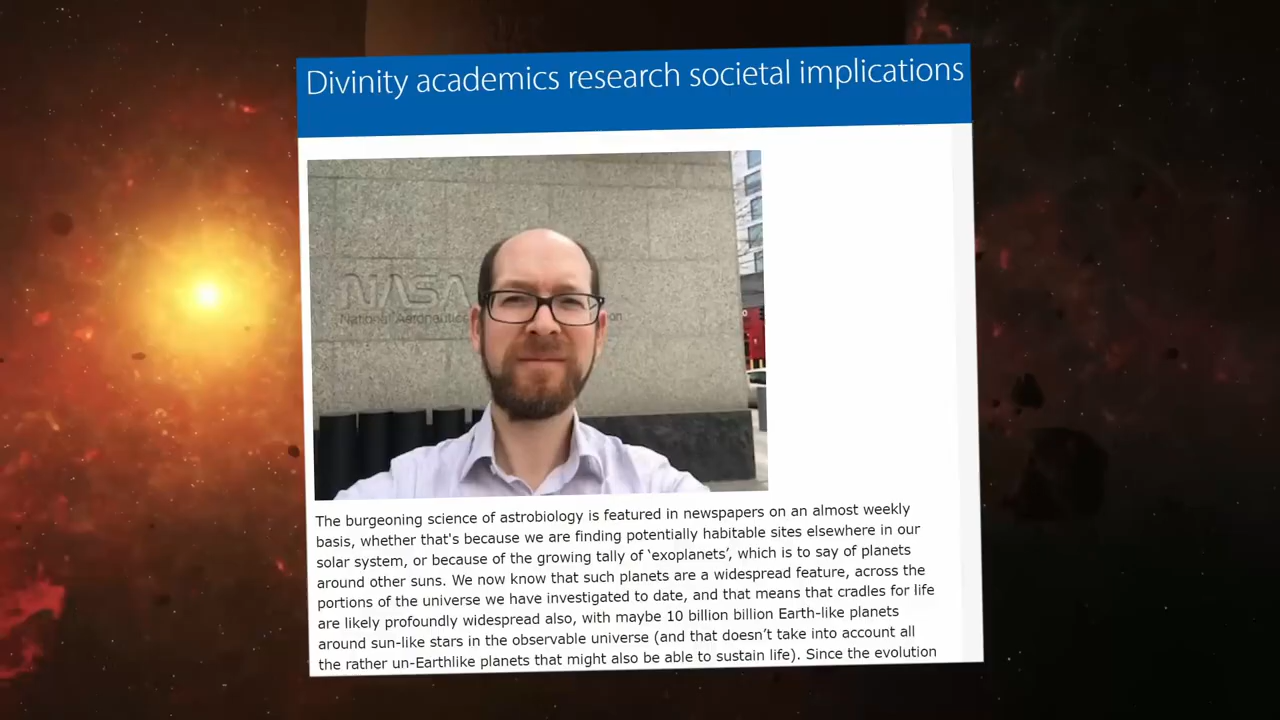 Divinity academics research societal implications
NASA
National Aeronautics
on
The burgeoning science of astrobiology is featured in newspapers on an almost weekly
basis, whether that's because we are finding potentially habitable sites elsewhere in our
solar system, or because of the growing tally of ‘exoplanets’, which is to say of planets
around other suns. We now know that such planets are a widespread feature, across the
portions of the universe we have investigated to date, and that means that cradles for life
are likely profoundly widespread also, with maybe 10 billion billion Earth-like planets
around sun-like stars in the observable universe (and that doesn’t take into account all
the rather un-Earthlike planets that might also be able to sustain life). Since the evolution